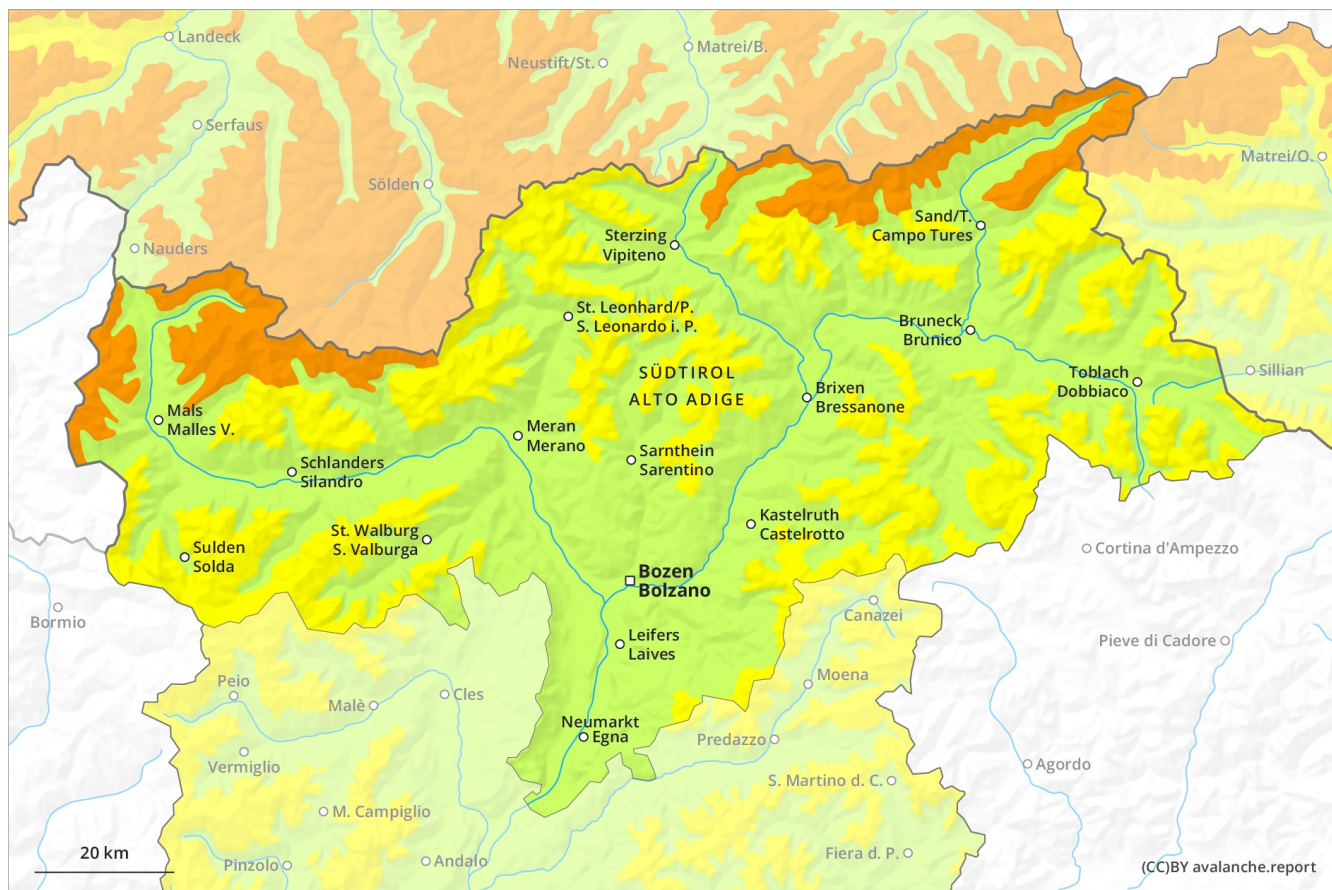 Landeck
Matrei/B.
Neustift/St.
Serfaus
Matrei/O.
Sölden
Sand/T.
Campo Tures
Nauders
Sterzing
Vipiteno
St. Leonhard/P.
S. Leonardo i. P.
Bruneck
Brunico
SÜDTIROL
ALTO ADIGE
Toblach
Dobbiaco
Sillian
Brixen
Bressanone
Mals
Malles V.
Meran
Merano
Sarnthein
Sarentino
Schlanders
Silandro
Kastelruth
Castelrotto
St. Walburg
S. Valburga
Sulden
Solda
Cortina d'Ampezzo
Bozen
Bolzano
Bormio
Canazei
Leifers
Laives
Pieve di Cadore
Peio
Malè
Cles
Moena
Neumarkt
Egna
Predazzo
Vermiglio
Agordo
S. Martino d. C.
M. Campiglio
20 km
Pinzolo
Andalo
Fiera d. P.
(CC)BY avalanche.report